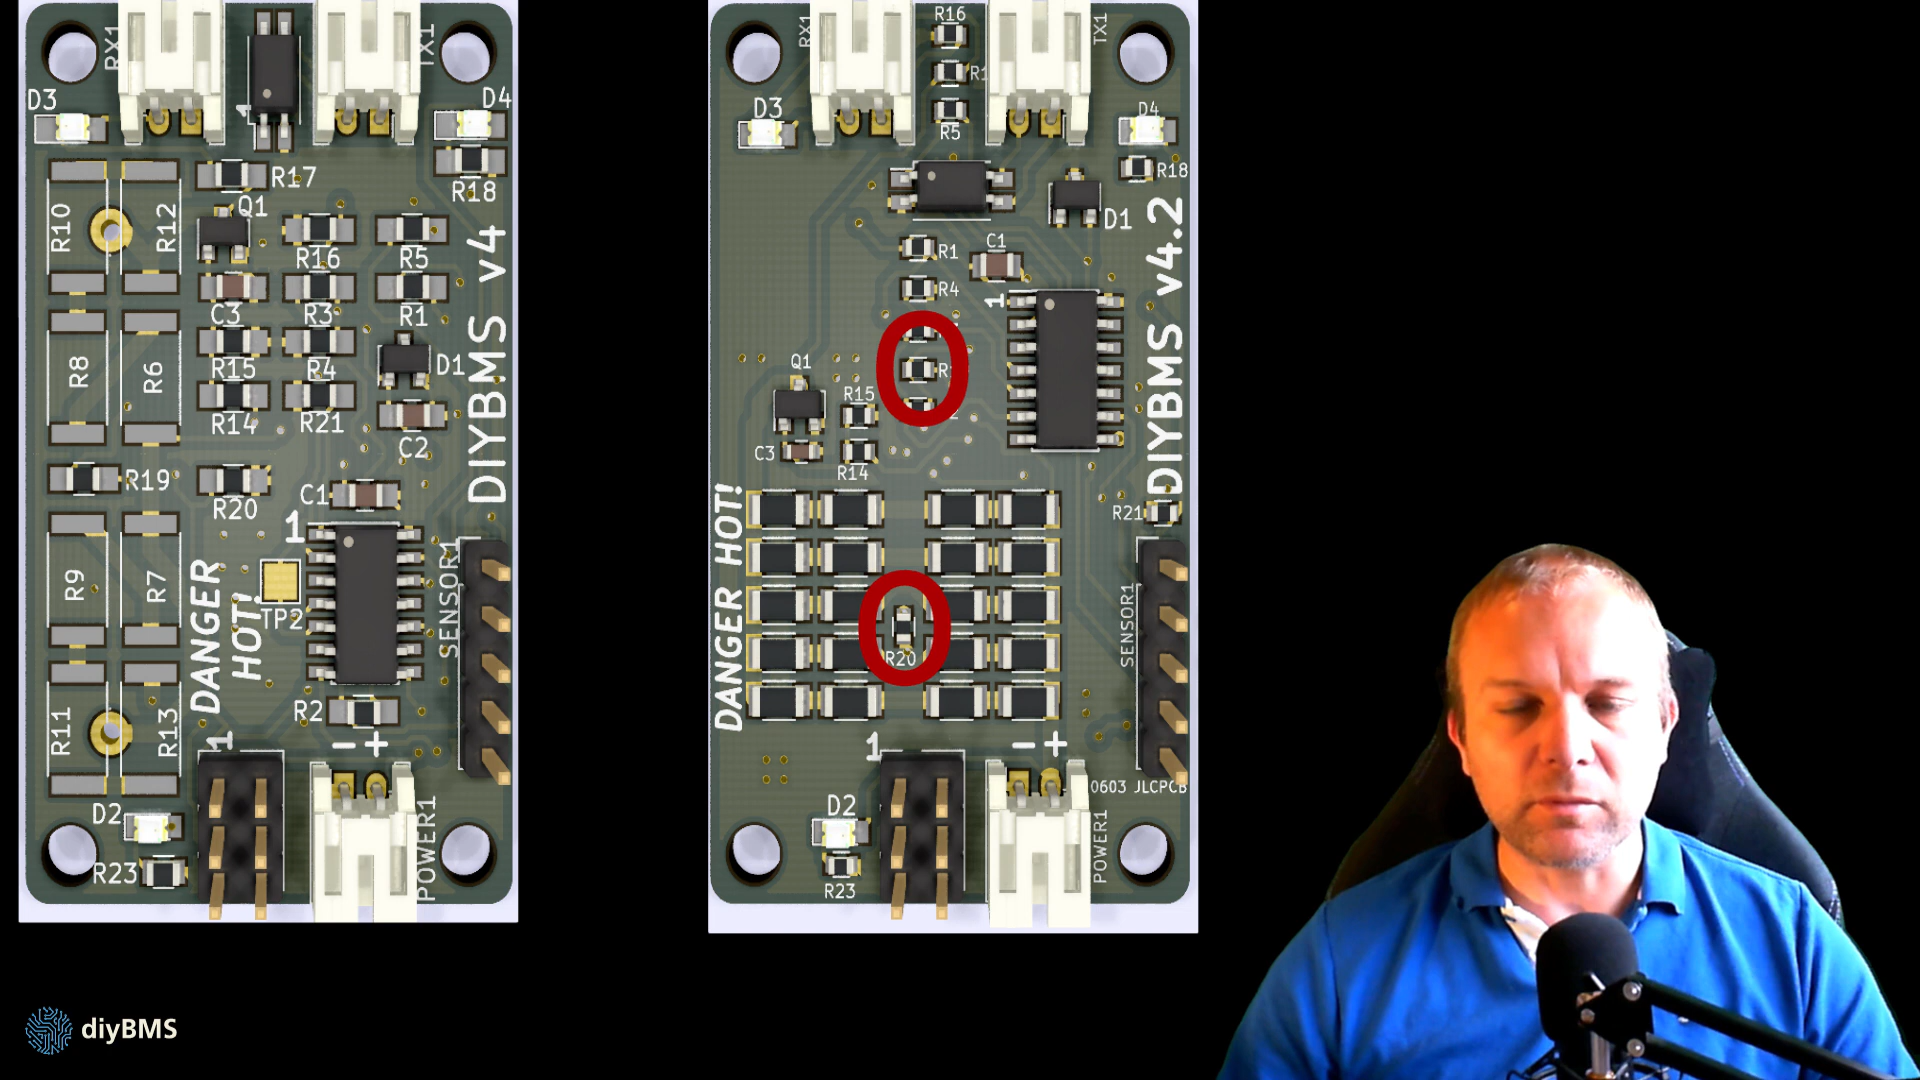 RX1
TX1
D3
D4
1
R17
R18
R10
R12
Q1
R16
R5
C3
R3
R1
R8
R6
R15
R4
D1
R14
R21
C2
DIYBMS v4
R19
R20
C1
1
R9
R7
DANGER
HOT!
TP2
SENSOR1
R11
R13
R2
1
- +
D2
R23
POWER1
RX1
R16
TX1
D3
R5
D4
R18
D1
R1
C1
R4
1
DIYBMS v4.2
Q1
R15
C3
R14
R21
DANGER HOT!
R20
SENSOR1
1
- +
0603 JLCPCB
D2
R23
POWER1
diyBMS